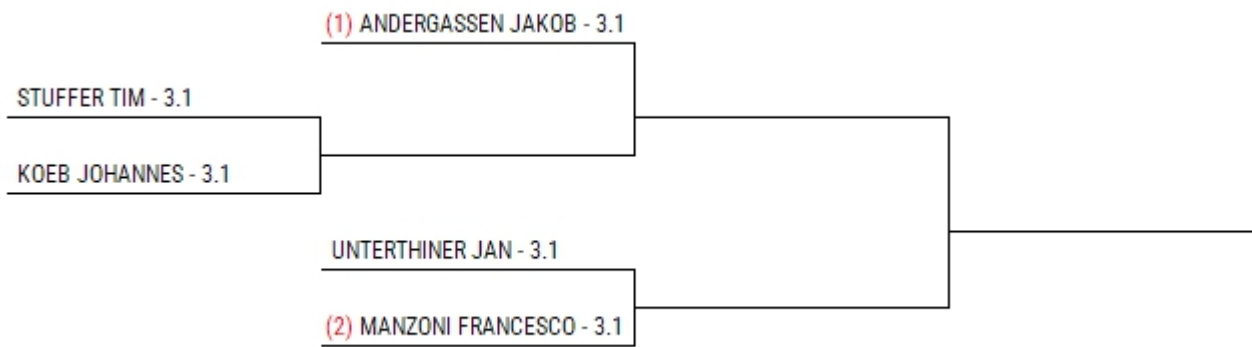 (1) ANDERGASSEN JAKOB - 3.1
STUFFER TIM - 3.1
KOEB JOHANNES - 3.1
UNTERTHINER JAN - 3.1
(2) MANZONI FRANCESCO - 3.1